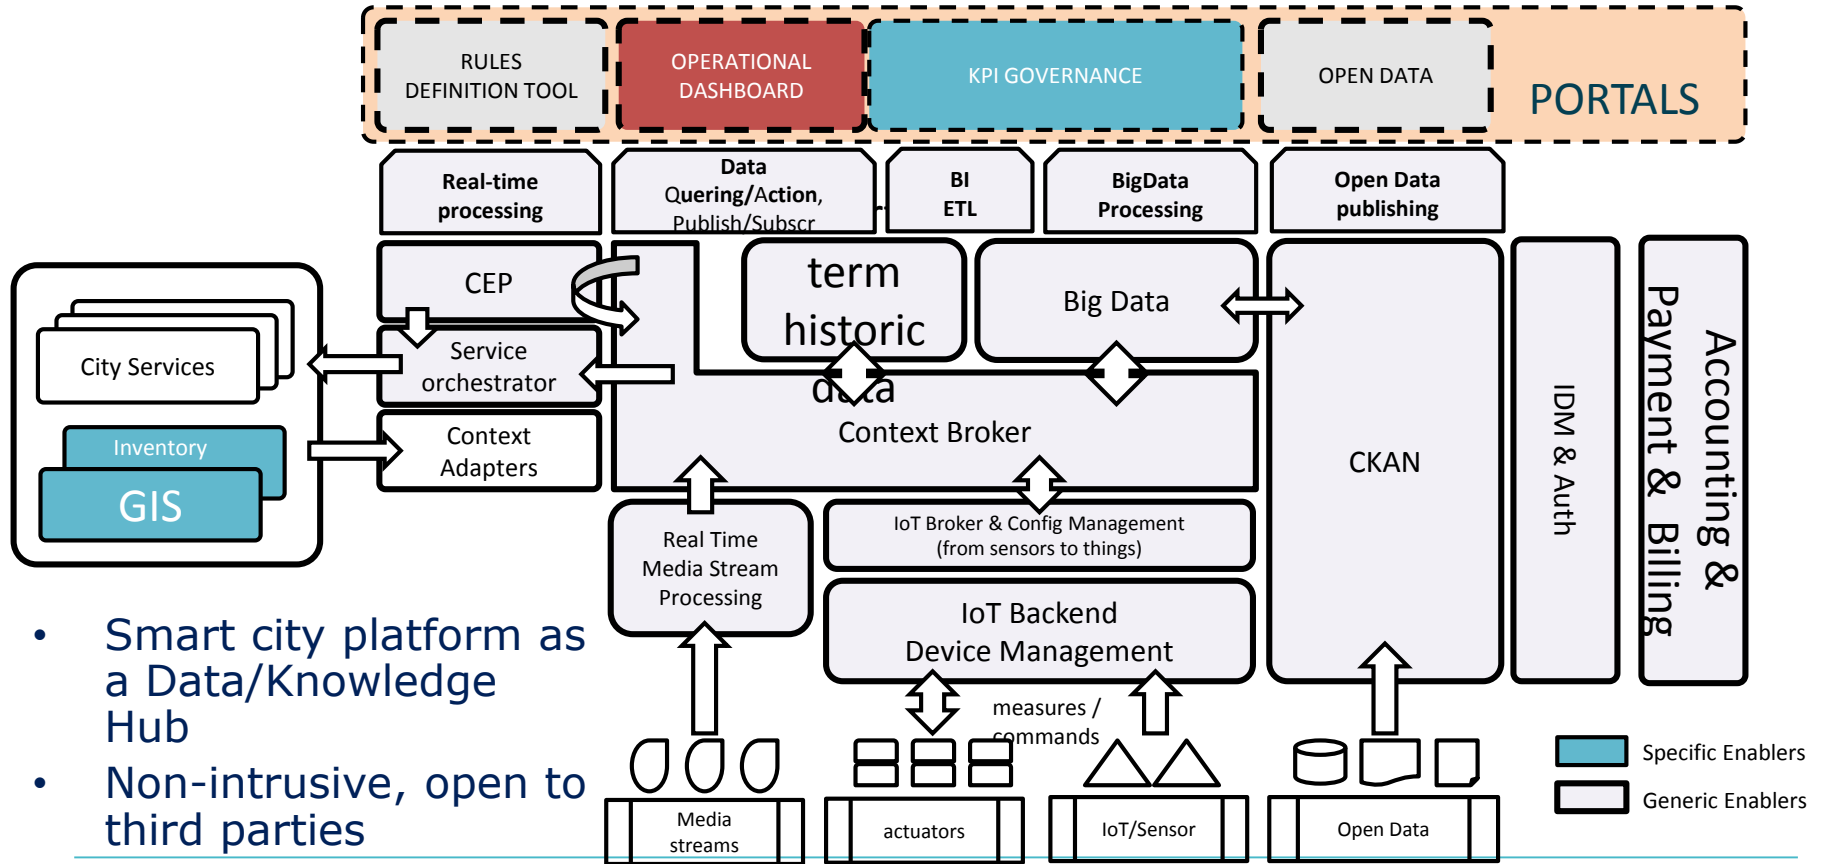 RULES
DEFINITION TOOL
OPERATIONAL
DASHBOARD
KPI GOVERNANCE
OPEN DATA
PORTALS
Real-time
processing
Data
Quering/Action,
Publish/Subscr
BI
ETL
BigData
Processing
Open Data
publishing
CEP
term
historic
data
Big Data
City Services
Service
orchestrator
Context Broker
Inventory
GIS
Context
Adapters
CKAN
IDM & Auth
Accounting &
Payment & Billing
Real Time
Media Stream
Processing
IoT Broker & Config Management
(from sensors to things)
IoT Backend
Device Management
measures /
commands
• Smart city platform as
a Data/Knowledge
Hub
• Non-intrusive, open to
third parties
Media
streams
actuators
IoT/Sensor
Open Data
Specific Enablers
Generic Enablers